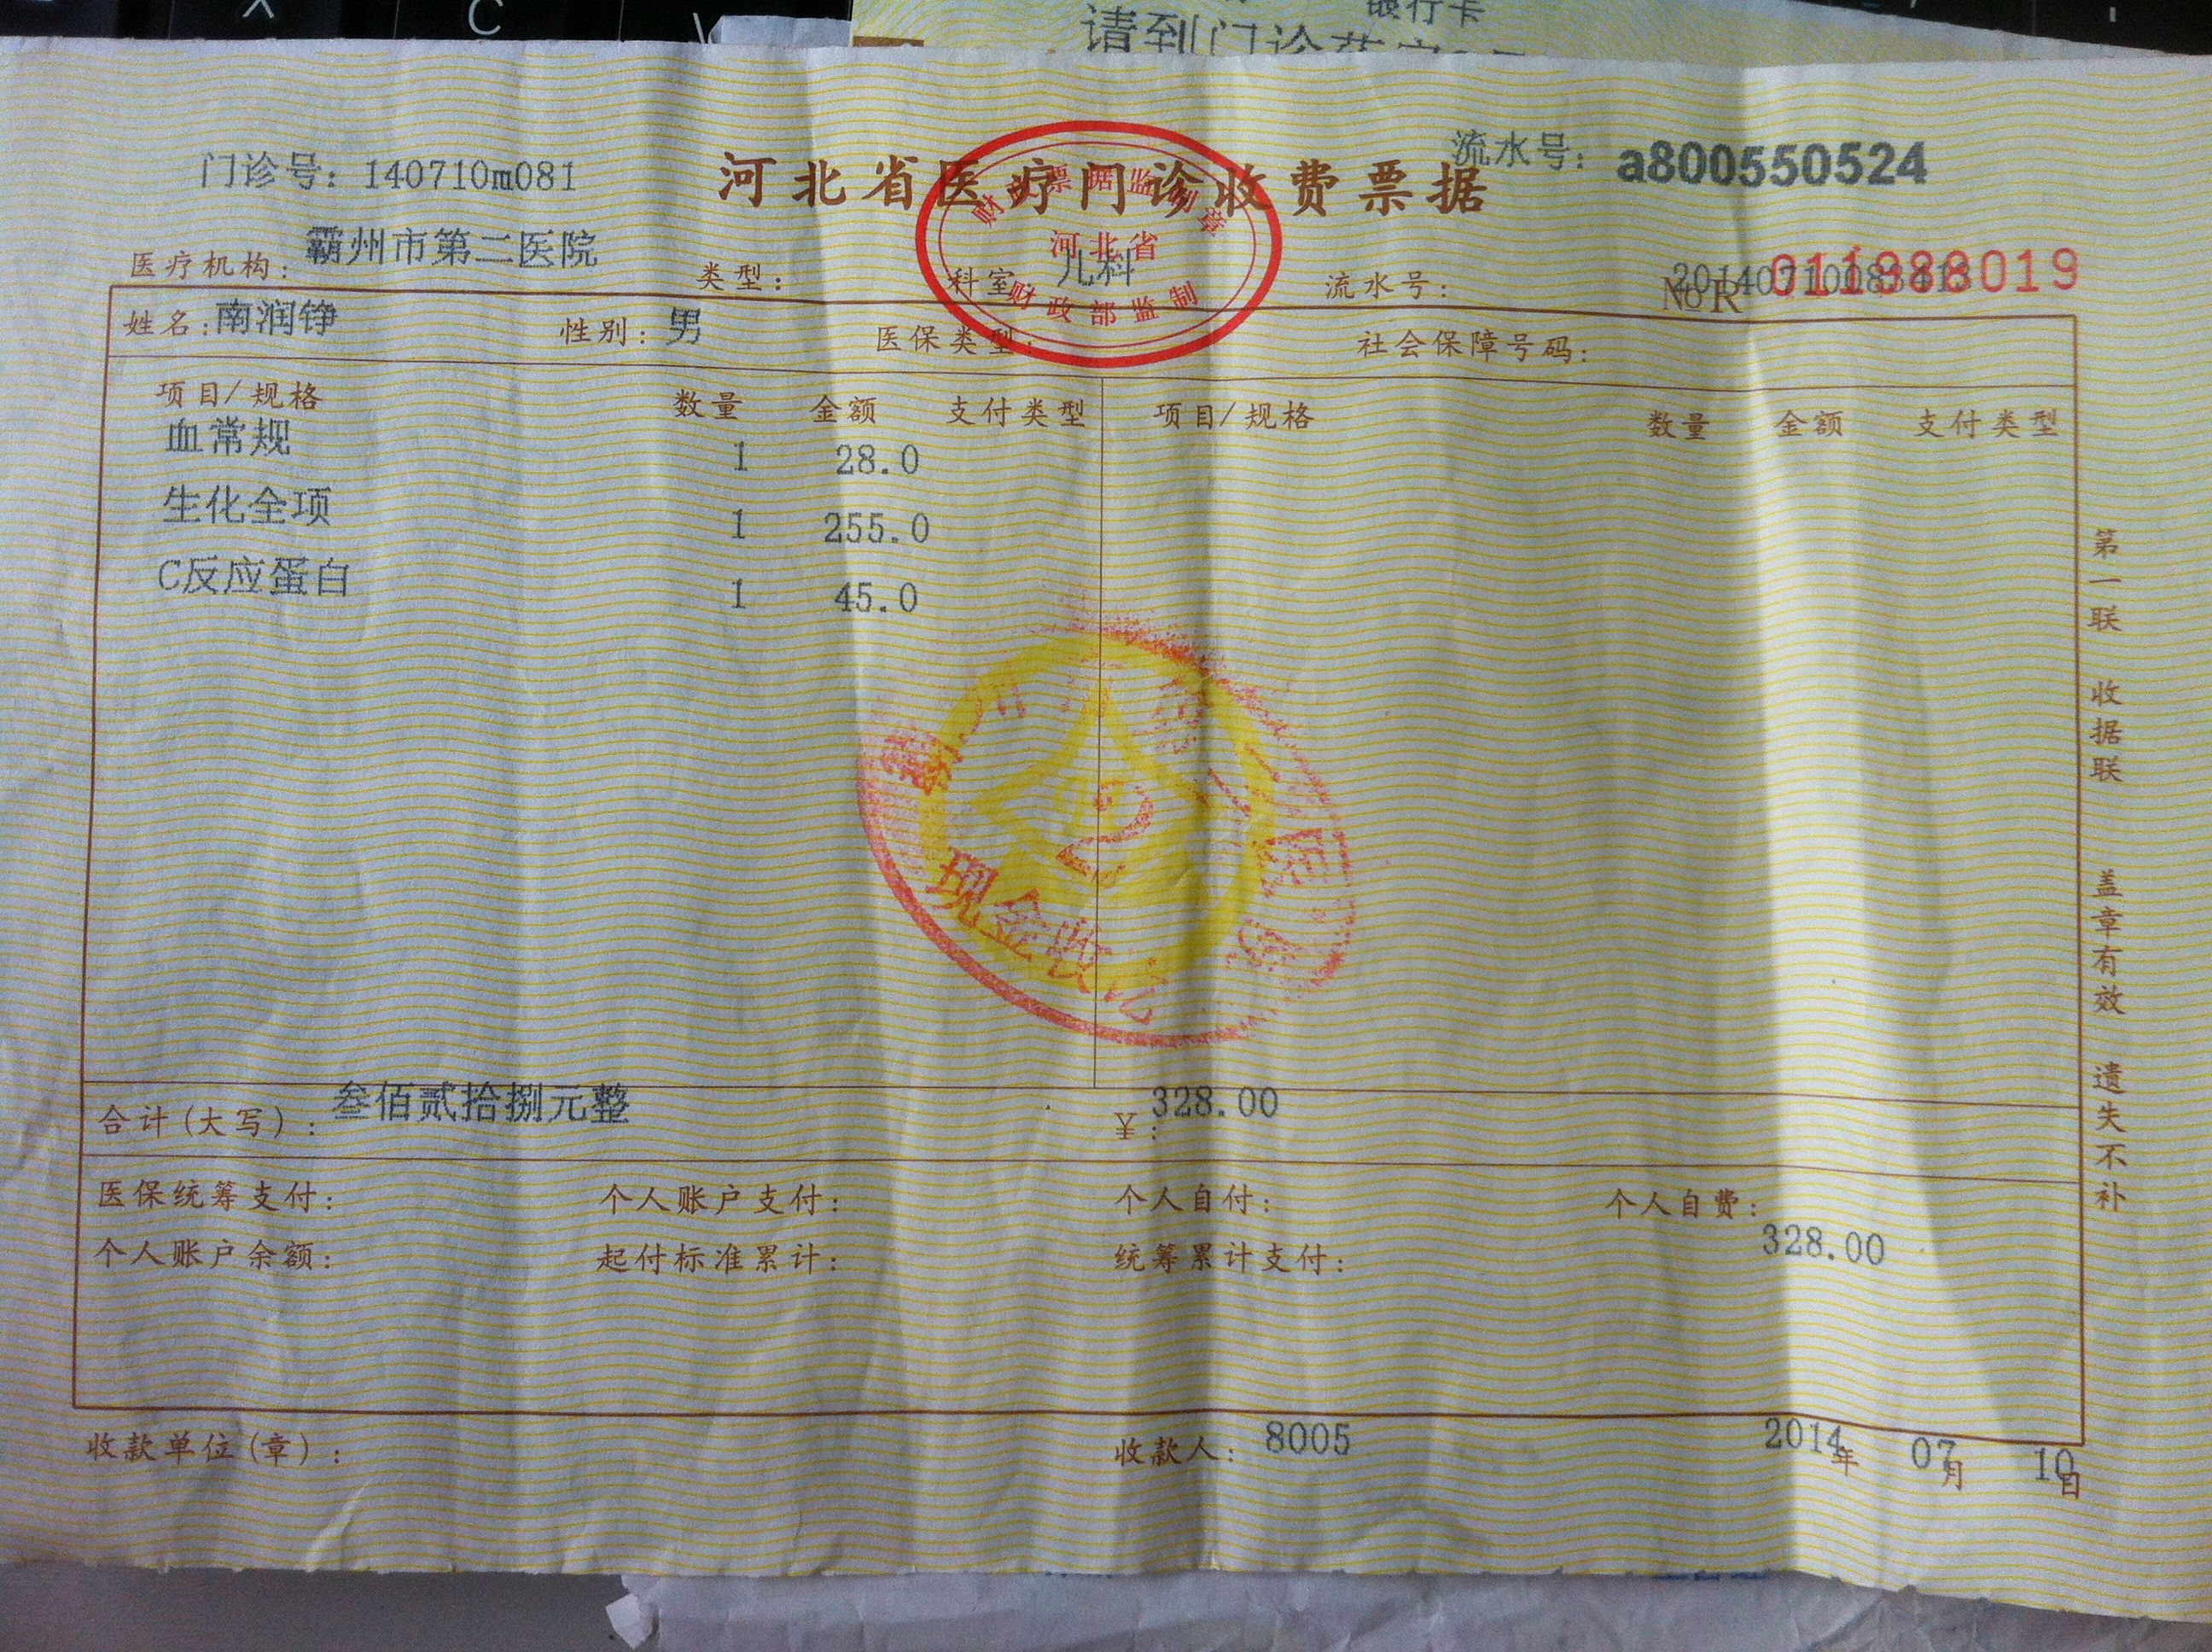 银行卡
请到门诊
流水号: a800550524
门诊号: 140710m081
河北省医疗门诊收费票据
财政票据监制章
河北省
财政部监制
医疗机构: 霸州市第二医院 类型: 科室 儿科 流水号: №R 011988019
姓名: 南润铮 性别: 男 医保类型: 社会保障号码:
项目/规格 数量 金额 支付类型 项目/规格 数量 金额 支付类型
血常规 1 28.0
生化全项 1 255.0
C反应蛋白 1 45.0
现金收讫
2
合计(大写): 叁佰贰拾捌元整 ¥: 328.00
医保统筹支付: 个人账户支付: 个人自付: 个人自费: 328.00
个人账户余额: 起付标准累计: 统筹累计支付:
收款单位(章): 收款人: 8005 2014年 07月 10日
第一联 收据联 盖章有效 遗失不补
X
C